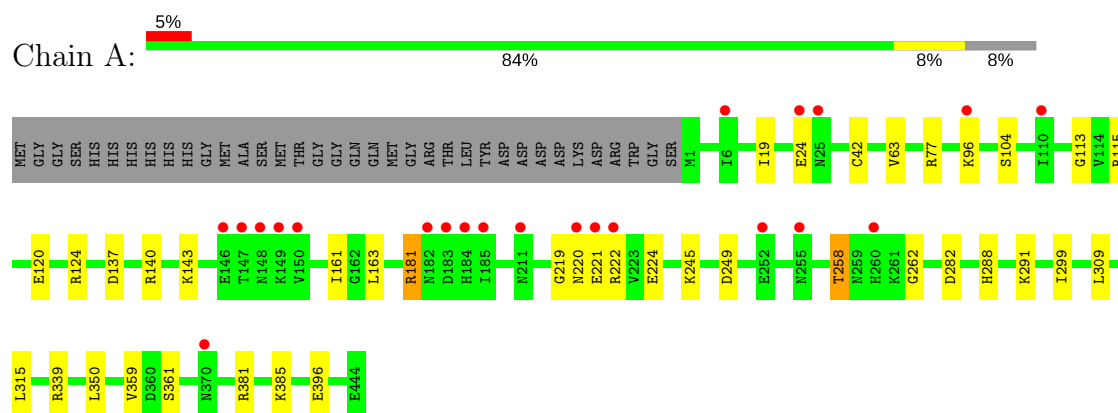 5%
Chain A:
84% 8% 8%
MET GLY GLY SER HIS HIS HIS HIS HIS HIS GLY MET ALA SER MET THR GLY GLY GLN GLN MET GLY ARG THR LEU TYR ASP ASP ASP ASP LYS ASP ARG TRP GLY SER M1 I6 I19 E24 N25 C42 V63 R77 K96 S104 I110 G113 V114 R115
E120 R124 D137 R140 K143 E146 T147 N148 K149 V150 I161 G162 L163 R181 N182 D183 H184 I185 N211 G219 N220 E221 R222 V223 E224 K245 D249 E252 N255 T258 N259 H260 K261 G262 D282 H288 K291 I299 L309
L315 R339 L350 V359 D360 S361 N370 R381 K385 E396 E444